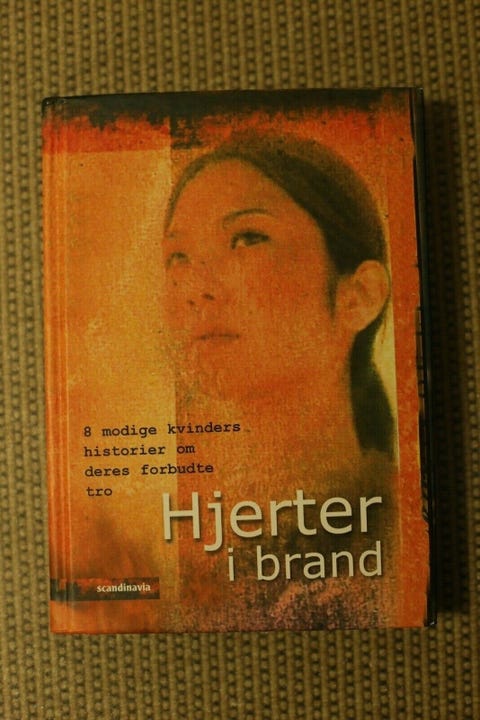 8 modige kvinders
historier om
deres forbudte
tro
Hjerter
i brand
scandinavia